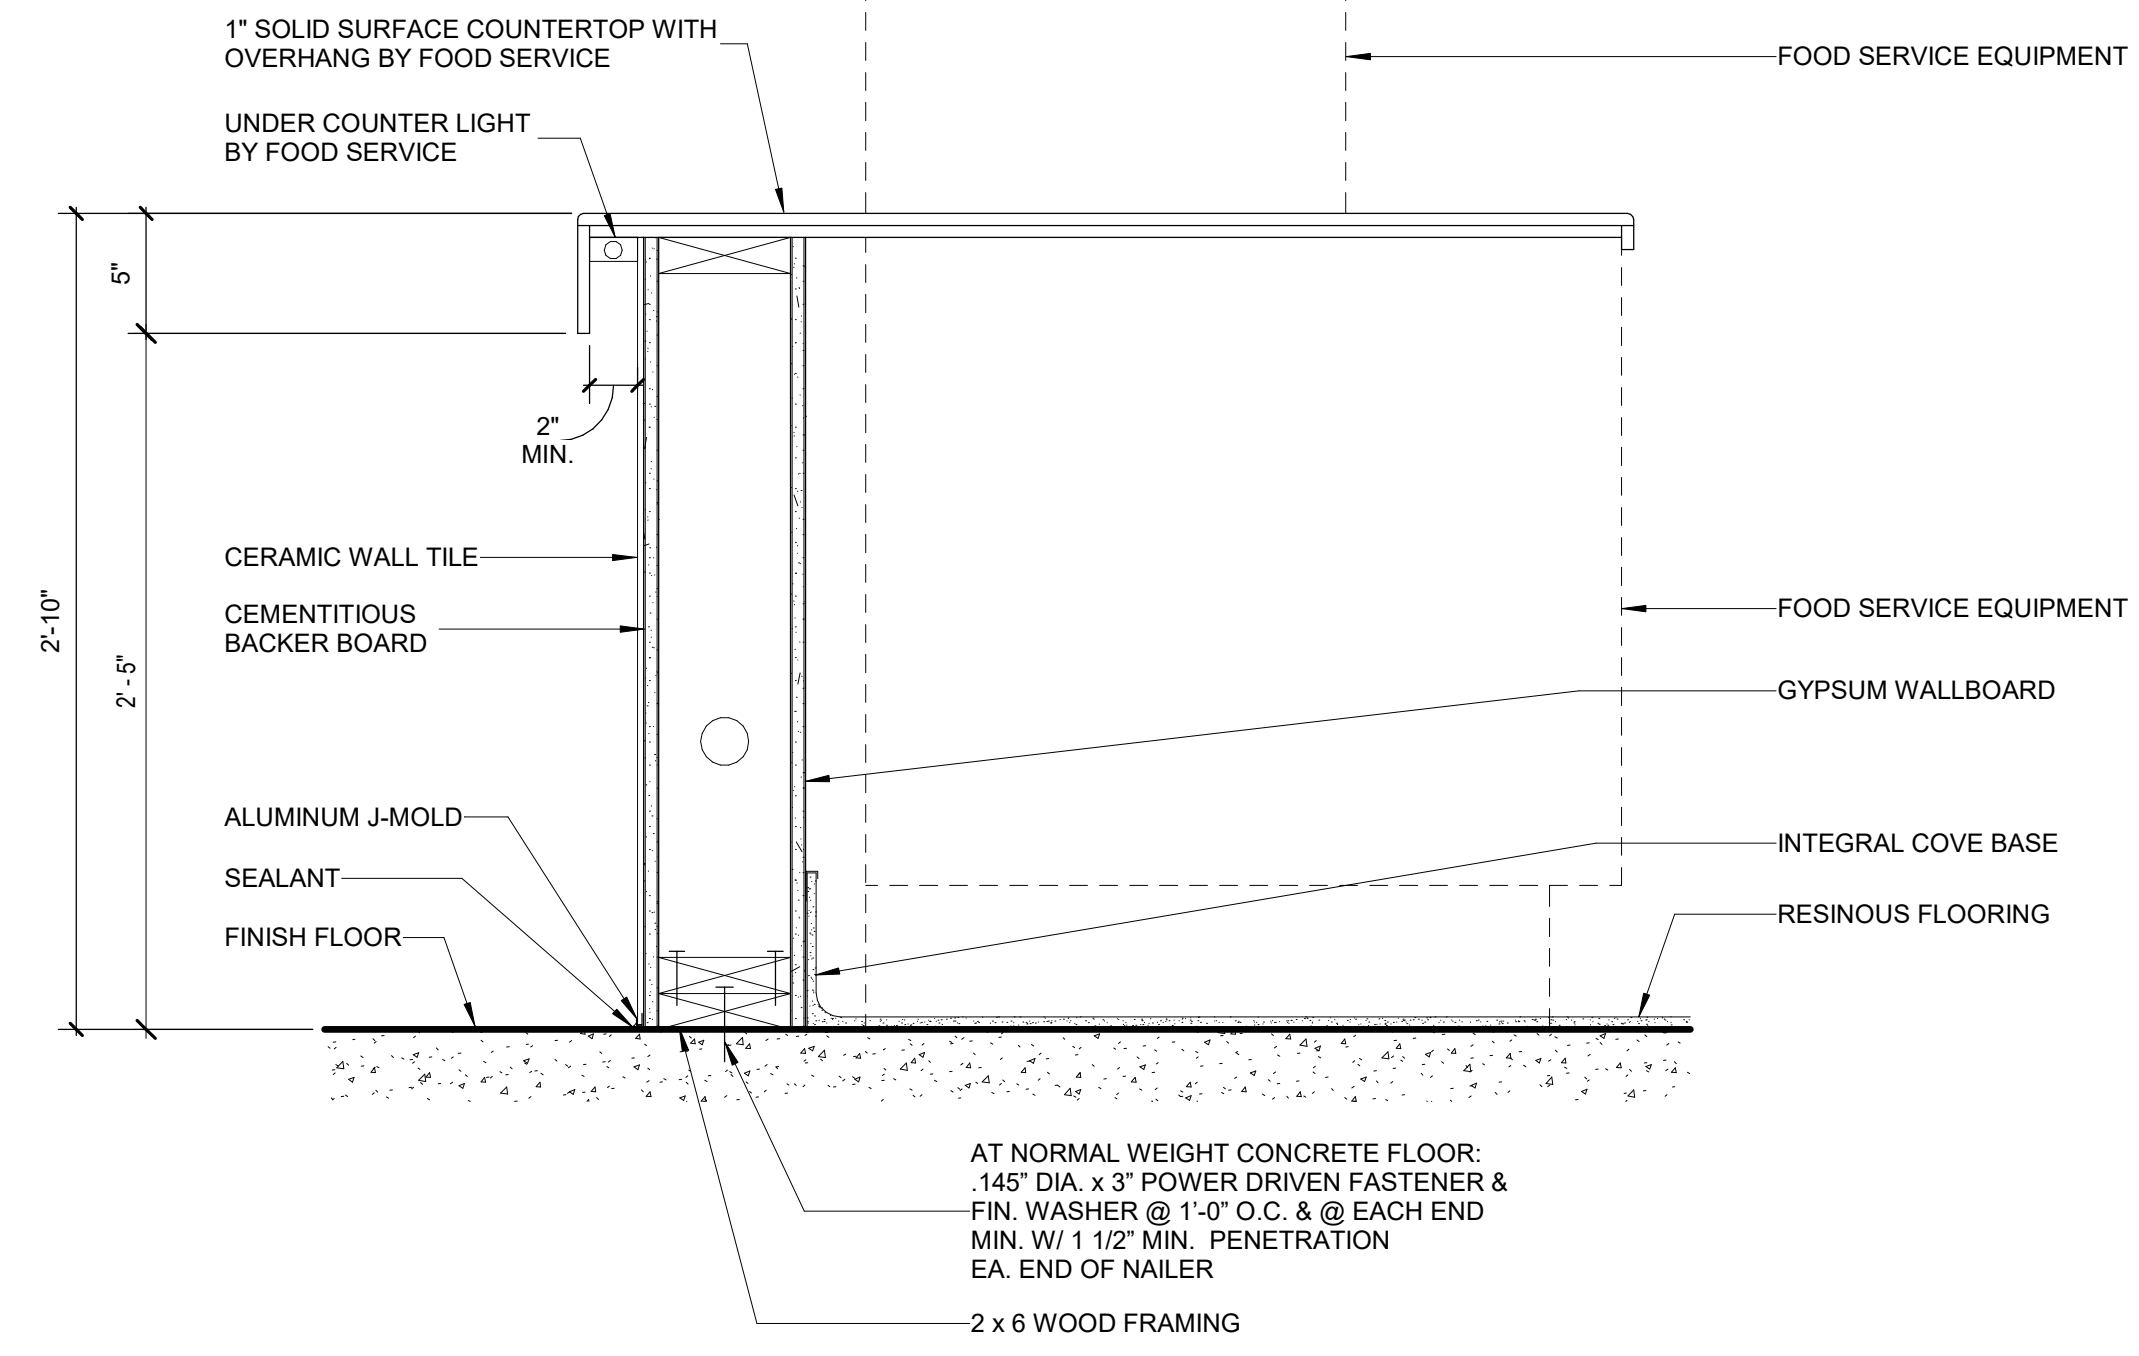 1" SOLID SURFACE COUNTERTOP WITH
OVERHANG BY FOOD SERVICE
FOOD SERVICE EQUIPMENT
UNDER COUNTER LIGHT
BY FOOD SERVICE
5"
2"
MIN.
CERAMIC WALL TILE
2'-10"
CEMENTITIOUS
BACKER BOARD
FOOD SERVICE EQUIPMENT
2' - 5"
GYPSUM WALLBOARD
ALUMINUM J-MOLD
INTEGRAL COVE BASE
SEALANT
RESINOUS FLOORING
FINISH FLOOR
AT NORMAL WEIGHT CONCRETE FLOOR:
.145” DIA. x 3” POWER DRIVEN FASTENER &
FIN. WASHER @ 1’-0” O.C. & @ EACH END
MIN. W/ 1 1/2” MIN. PENETRATION
EA. END OF NAILER
2 x 6 WOOD FRAMING